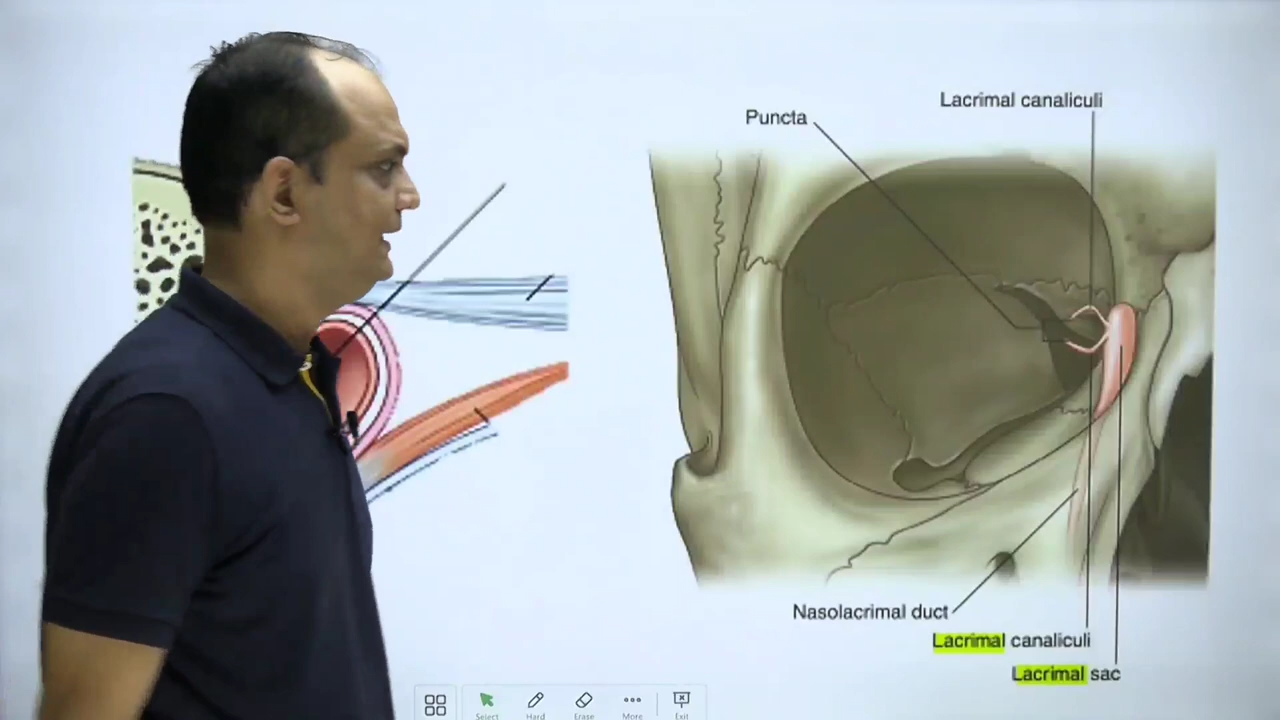 Lacrimal canaliculi
Puncta
Nasolacrimal duct
Lacrimal canaliculi
Lacrimal sac
Select
Hard
Erase
More
Exit